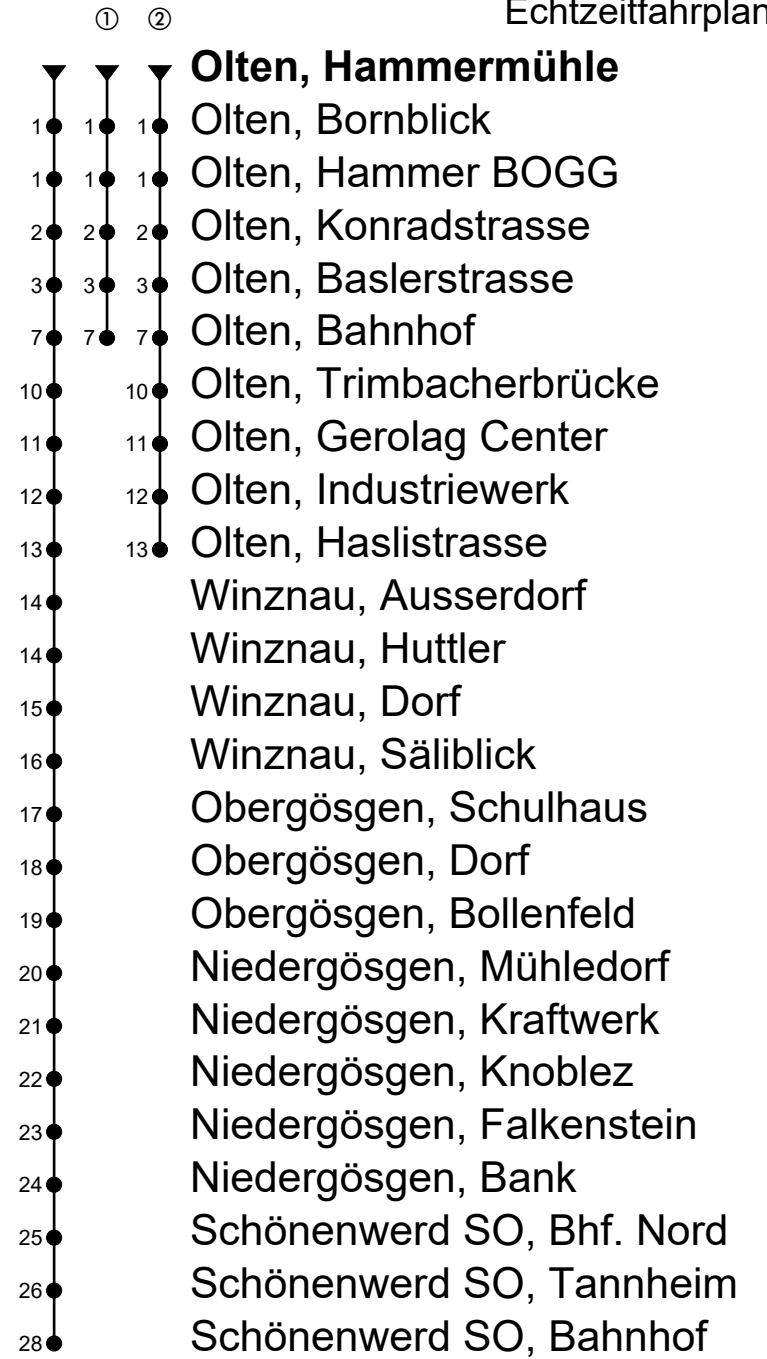 Echtzeitfahrplan
① ②
Olten, Hammermühle
1 1 1 Olten, Bornblick
1 1 1 Olten, Hammer BOGG
2 2 2 Olten, Konradstrasse
3 3 3 Olten, Baslerstrasse
7 7 7 Olten, Bahnhof
10 10 Olten, Trimbacherbrücke
11 11 Olten, Gerolag Center
12 12 Olten, Industriewerk
13 13 Olten, Haslistrasse
14 Winznau, Ausserdorf
14 Winznau, Huttler
15 Winznau, Dorf
16 Winznau, Säliblick
17 Obergösgen, Schulhaus
18 Obergösgen, Dorf
19 Obergösgen, Bollenfeld
20 Niedergösgen, Mühledorf
21 Niedergösgen, Kraftwerk
22 Niedergösgen, Knoblez
23 Niedergösgen, Falkenstein
24 Niedergösgen, Bank
25 Schönenwerd SO, Bhf. Nord
26 Schönenwerd SO, Tannheim
28 Schönenwerd SO, Bahnhof